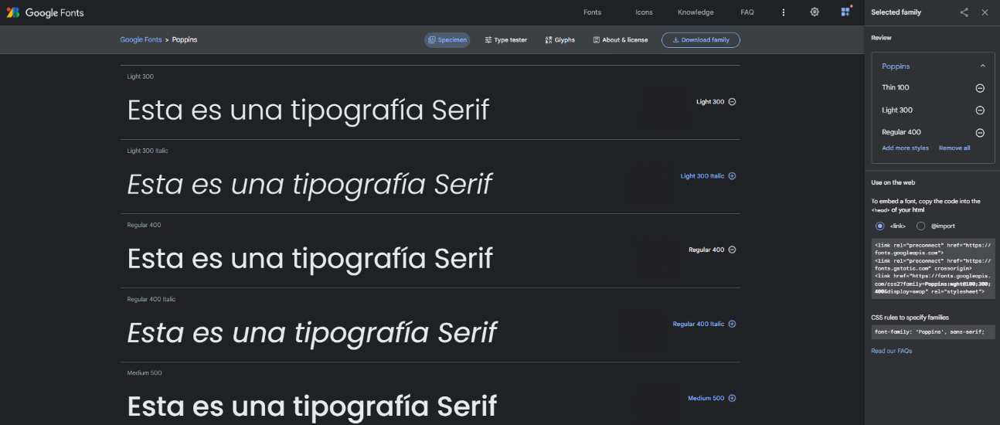 Google Fonts
Fonts
Icons
Knowledge
FAQ
Google Fonts > Poppins
Specimen
Type tester
Glyphs
About & license
Download family
Light 300
Esta es una tipografía Serif
Light 300
Light 300 Italic
Esta es una tipografía Serif
Light 300 Italic
Regular 400
Esta es una tipografía Serif
Regular 400
Regular 400 Italic
Esta es una tipografía Serif
Regular 400 Italic
Medium 500
Esta es una tipografía Serif
Medium 500
Selected family
Review
Poppins
Thin 100
Light 300
Regular 400
Add more styles Remove all
Use on the web
To embed a font, copy the code into the
<head> of your html
<link> @import
<link rel="preconnect" href="https://
fonts.googleapis.com">
<link rel="preconnect" href="https://
fonts.gstatic.com" crossorigin>
<link href="https://fonts.googleapis.
com/css2?family=Poppins:wght@100;300;
400&display=swap" rel="stylesheet">
CSS rules to specify families
font-family: 'Poppins', sans-serif;
Read our FAQs